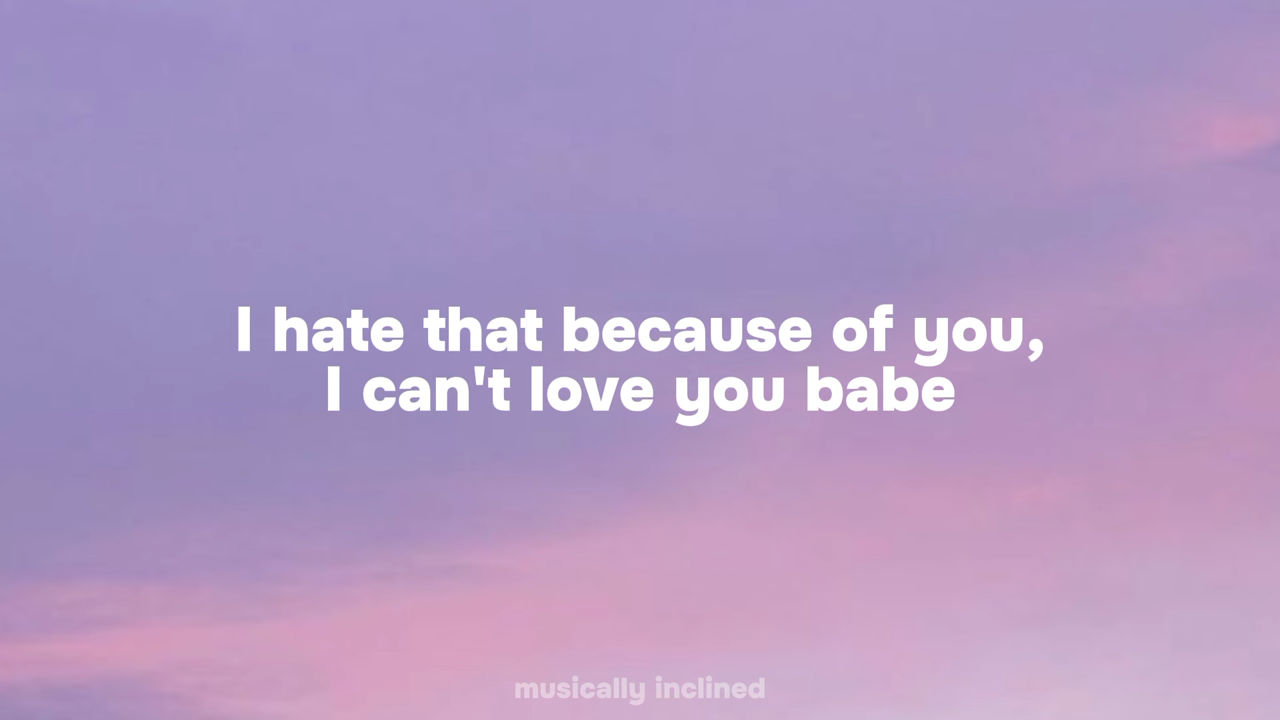 I hate that because of you,
I can't love you babe
musically inclined